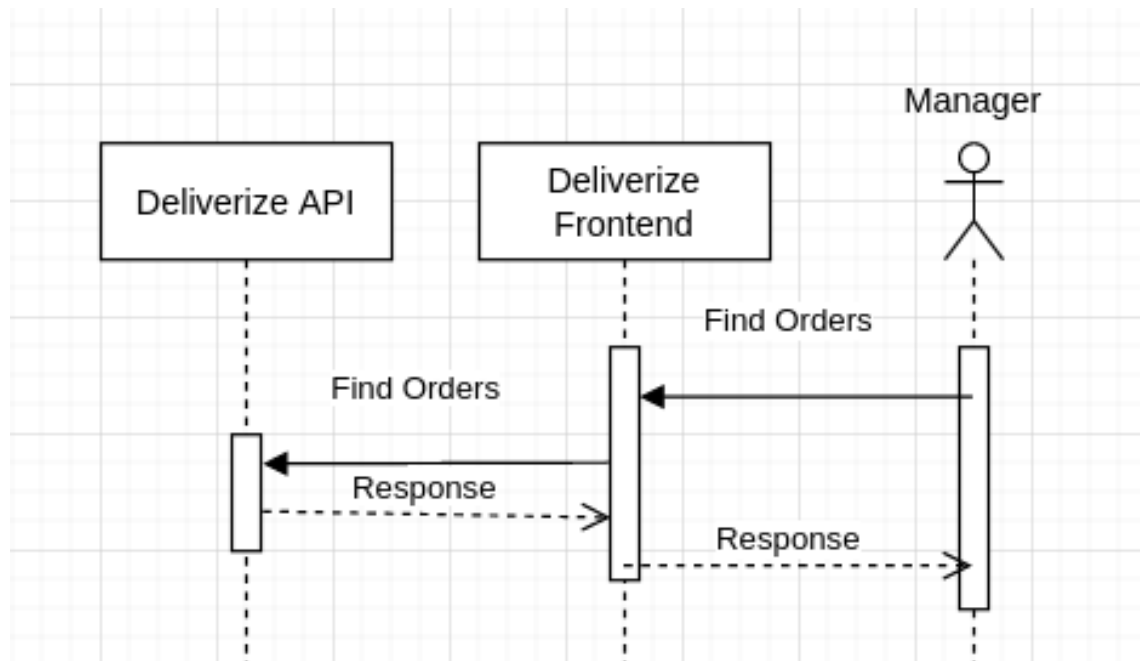 Manager
Deliverize API
Deliverize
Frontend
Find Orders
Find Orders
Response
Response